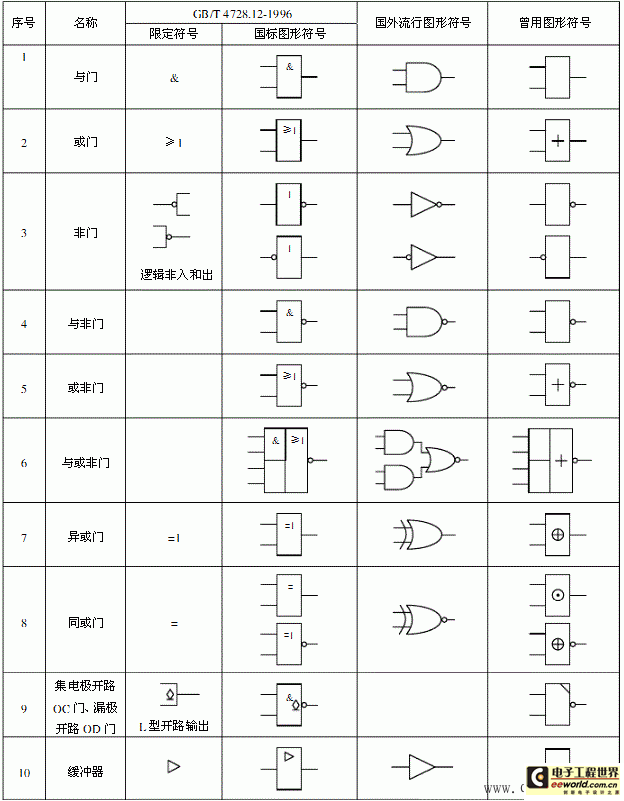 序号 名称 GB/T 4728.12-1996 国外流行图形符号 曾用图形符号
限定符号 国标图形符号
1 与门 & &
2 或门 ≥1 ≥1 +
3 非门 1
1
逻辑非入和出
4 与非门 &
5 或非门 ≥1 +
6 与或非门 & ≥1 +
7 异或门 =1 =1 ⊕
8 同或门 = = ⊙
=1 ⊕
9 集电极开路 OC门、漏极 开路OD门 L型开路输出 &
10 缓冲器
www.
电子工程世界
eeworld.com.cn